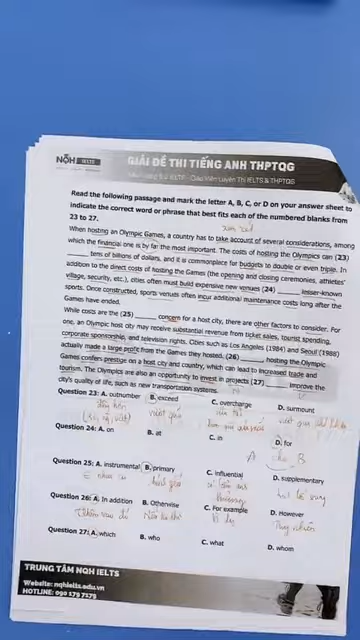 NQH IELTS
GIẢI ĐỀ THI TIẾNG ANH THPTQG
Read the following passage and mark the letter A, B, C, or D on your answer sheet to
indicate the correct word or phrase that best fits each of the numbered blanks from
23 to 27.
When hosting an Olympic Games, a country has to take account of several considerations, among
which the financial one is by far the most important. The costs of hosting the Olympics can (23)
______ tens of billions of dollars, and it is commonplace for budgets to double or even triple. In
addition to the direct costs of hosting the Games (the opening and closing ceremonies, athletes'
village, security, etc.), cities often must build expensive new venues (24) ______ lesser-known
sports. Once constructed, sports venues often incur additional maintenance costs long after the
Games have ended.
While costs are the (25) ______ concern for a host city, there are other factors to consider. For
one, an Olympic host city may receive substantial revenue from ticket sales, tourist spending,
corporate sponsorship, and television rights. Cities such as Los Angeles (1984) and Seoul (1988)
actually made a large profit from the Games they hosted. (26) ______ hosting the Olympic
Games confers prestige on a host city and country, which can lead to increased trade and
tourism. The Olympics are also an opportunity to invest in projects (27) ______ improve the
city's quality of life, such as new transportation systems.
Question 23: A. outnumber B. exceed C. overcharge D. surmount
vượt quá
Question 24: A. on B. at C. in D. for
A B
Question 25: A. instrumental B. primary C. influential D. supplementary
Question 26: A. In addition B. Otherwise C. For example D. However
Question 27: A. which B. who C. what D. whom
TRUNG TÂM NQH IELTS
Website: nqhielts.edu.vn
HOTLINE: 092 179 7179